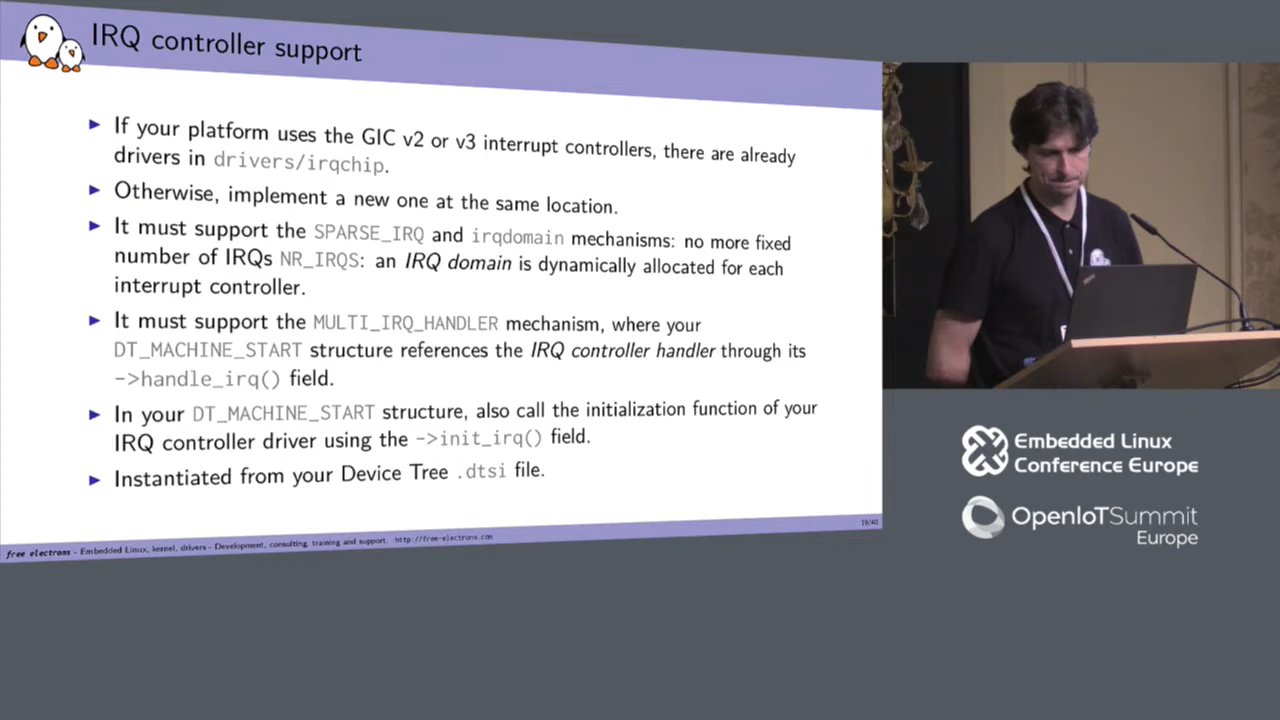 IRQ controller support
► If your platform uses the GIC v2 or v3 interrupt controllers, there are already
drivers in drivers/irqchip.
► Otherwise, implement a new one at the same location.
► It must support the SPARSE_IRQ and irqdomain mechanisms: no more fixed
number of IRQs NR_IRQS: an IRQ domain is dynamically allocated for each
interrupt controller.
► It must support the MULTI_IRQ_HANDLER mechanism, where your
DT_MACHINE_START structure references the IRQ controller handler through its
->handle_irq() field.
► In your DT_MACHINE_START structure, also call the initialization function of your
IRQ controller driver using the ->init_irq() field.
► Instantiated from your Device Tree .dtsi file.
19/40
free electrons - Embedded Linux, kernel, drivers - Development, consulting, training and support. http://free-electrons.com
Embedded Linux
Conference Europe
OpenIoTSummit
Europe